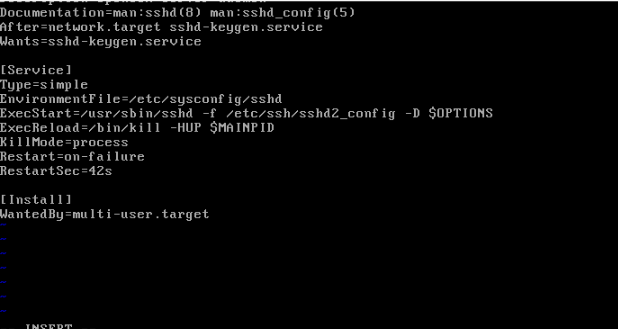 Documentation=man:sshd(8) man:sshd_config(5)
After=network.target sshd-keygen.service
Wants=sshd-keygen.service
[Service]
Type=simple
EnvironmentFile=/etc/sysconfig/sshd
ExecStart=/usr/sbin/sshd -f /etc/ssh/sshd2_config -D $OPTIONS
ExecReload=/bin/kill -HUP $MAINPID
KillMode=process
Restart=on-failure
RestartSec=42s
[Install]
WantedBy=multi-user.target
~
~
~
~
~
~
~
-- INSERT --